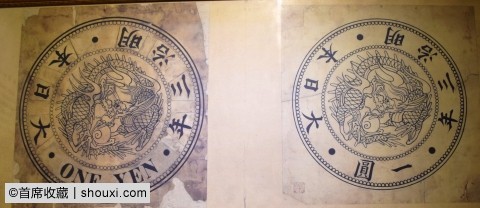 大日本・明治三年・ONE YEN・
大日本・明治三年・一圓・
©首席收藏 | shouxi.com